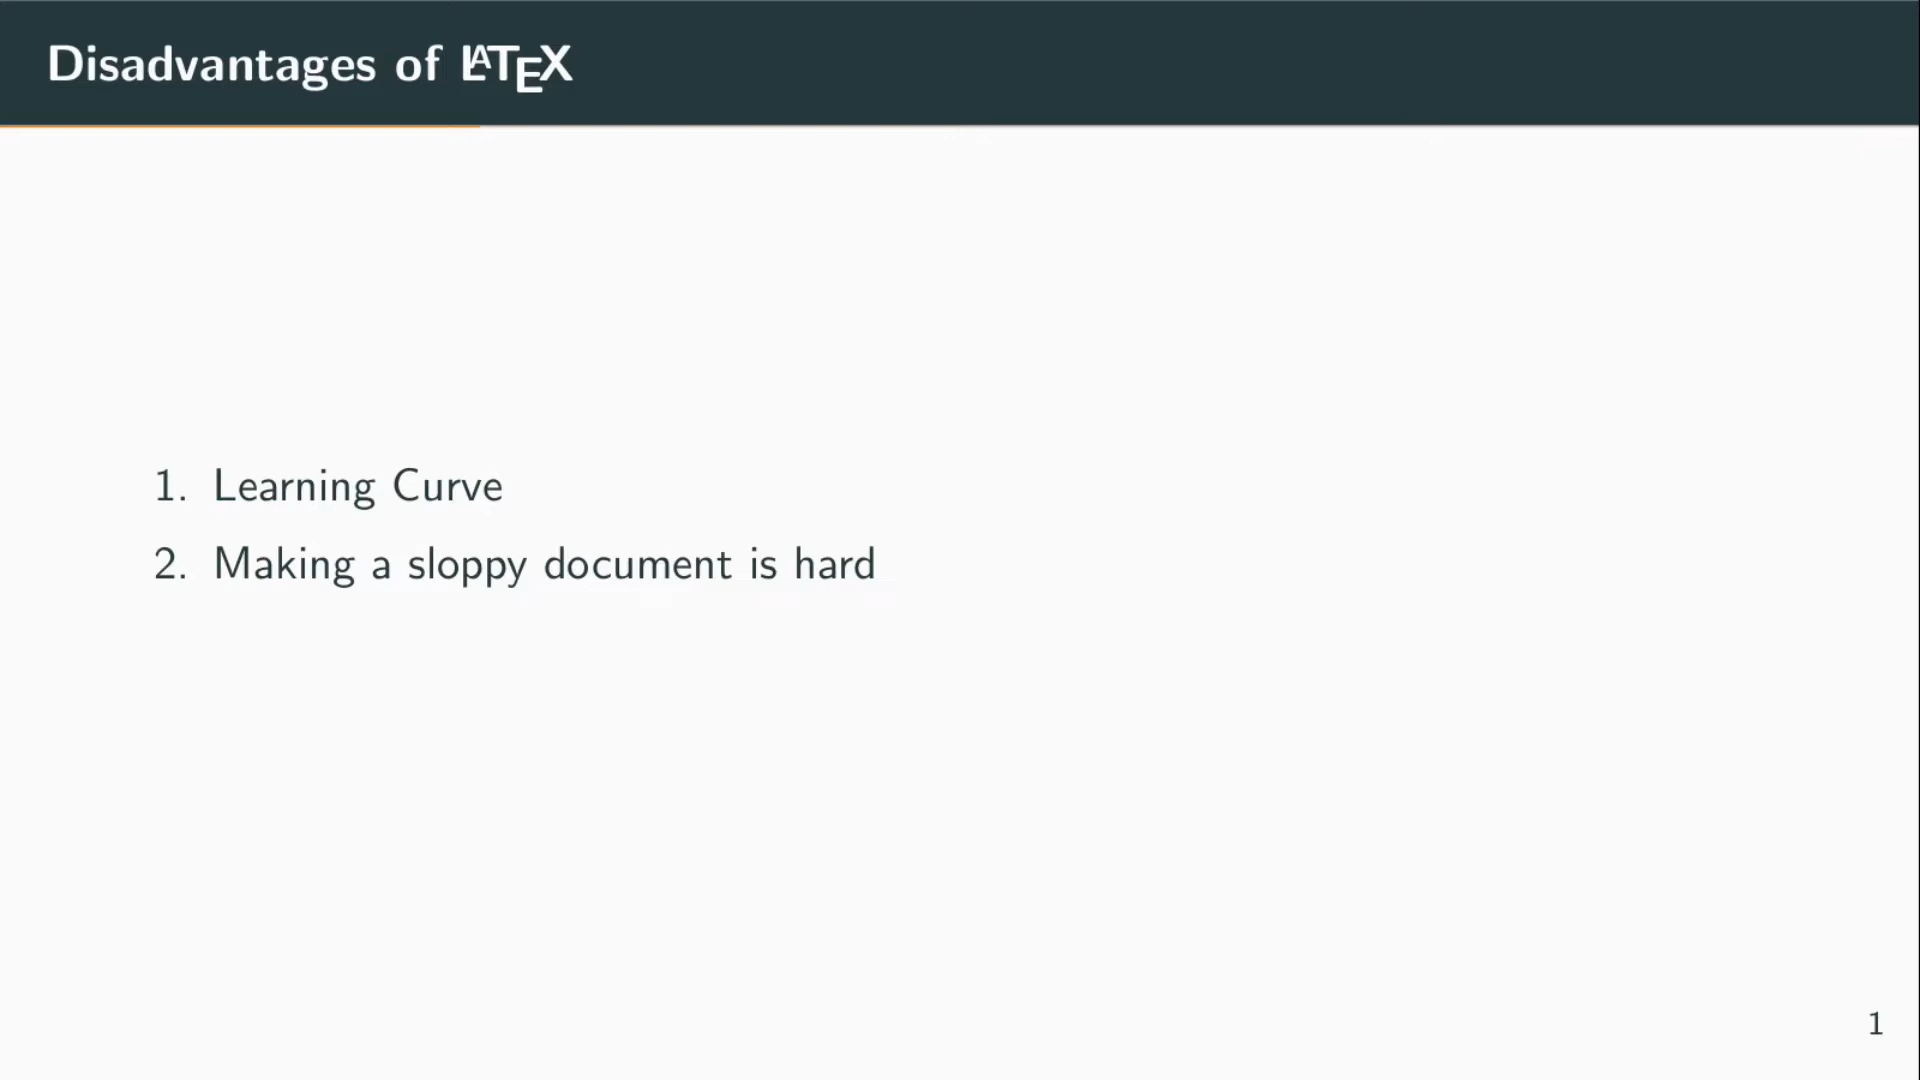 Disadvantages of LATEX
1. Learning Curve
2. Making a sloppy document is hard
1